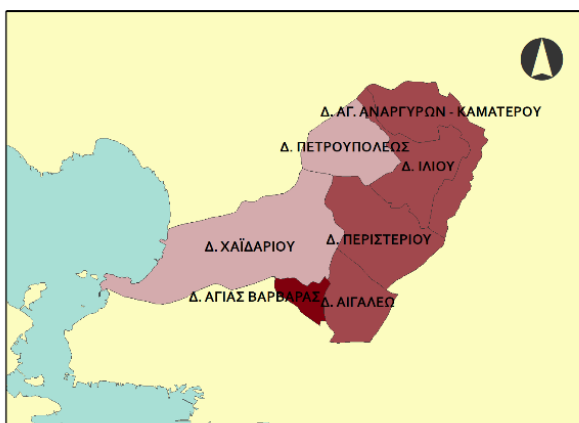 Δ. ΑΓ. ΑΝΑΡΓΥΡΩΝ - ΚΑΜΑΤΕΡΟΥ
Δ. ΠΕΤΡΟΥΠΟΛΕΩΣ
Δ. ΙΛΙΟΥ
Δ. ΧΑΪΔΑΡΙΟΥ
Δ. ΠΕΡΙΣΤΕΡΙΟΥ
Δ. ΑΓΙΑΣ ΒΑΡΒΑΡΑΣ
Δ. ΑΙΓΑΛΕΩ